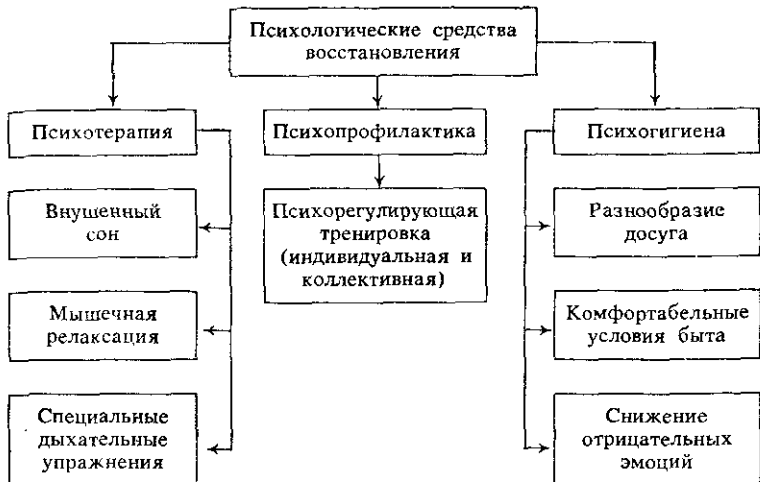 Психологические средства
восстановления
Психотерапия
Психопрофилактика
Психогигиена
Внушенный
сон
Психорегулирующая
тренировка
(индивидуальная и
коллективная)
Разнообразие
досуга
Мышечная
релаксация
Комфортабельные
условия быта
Специальные
дыхательные
упражнения
Снижение
отрицательных
эмоций